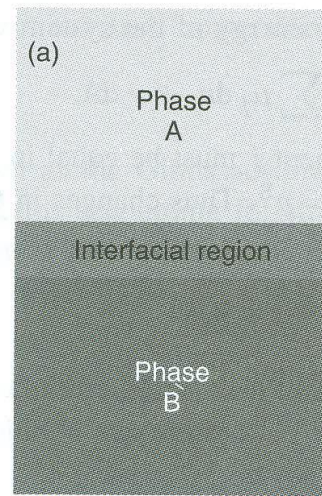 (a)
Phase
A
Interfacial region
Phase
B